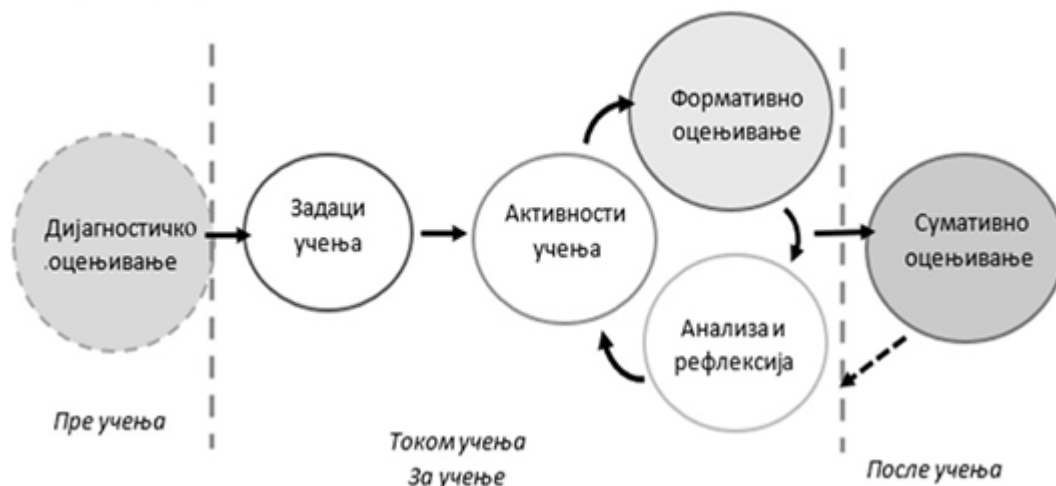 Дијагностичко
.оцењивање
Задаци
учења
Активности
учења
Формативно
оцењивање
Анализа и
рефлексија
Сумативно
оцењивање
Пре учења
Током учења
За учење
После учења